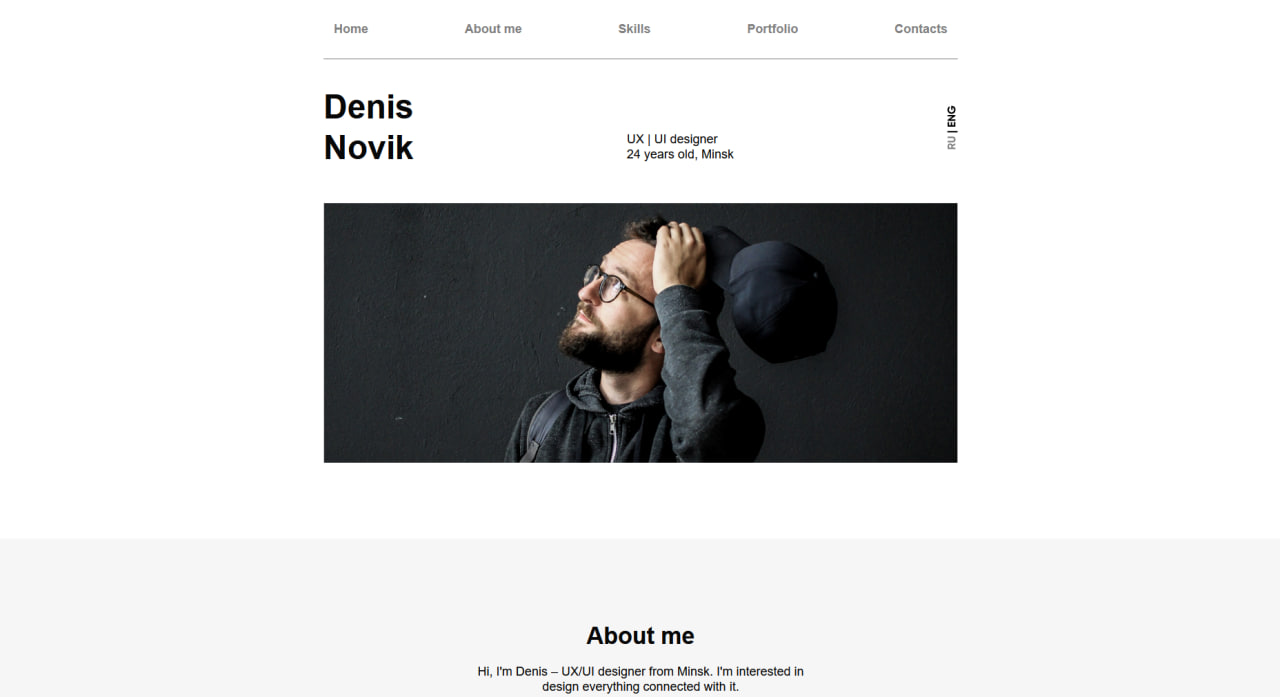 Home About me Skills Portfolio Contacts
Denis
Novik
UX | UI designer
24 years old, Minsk
RU | ENG
About me
Hi, I'm Denis – UX/UI designer from Minsk. I'm interested in
design everything connected with it.